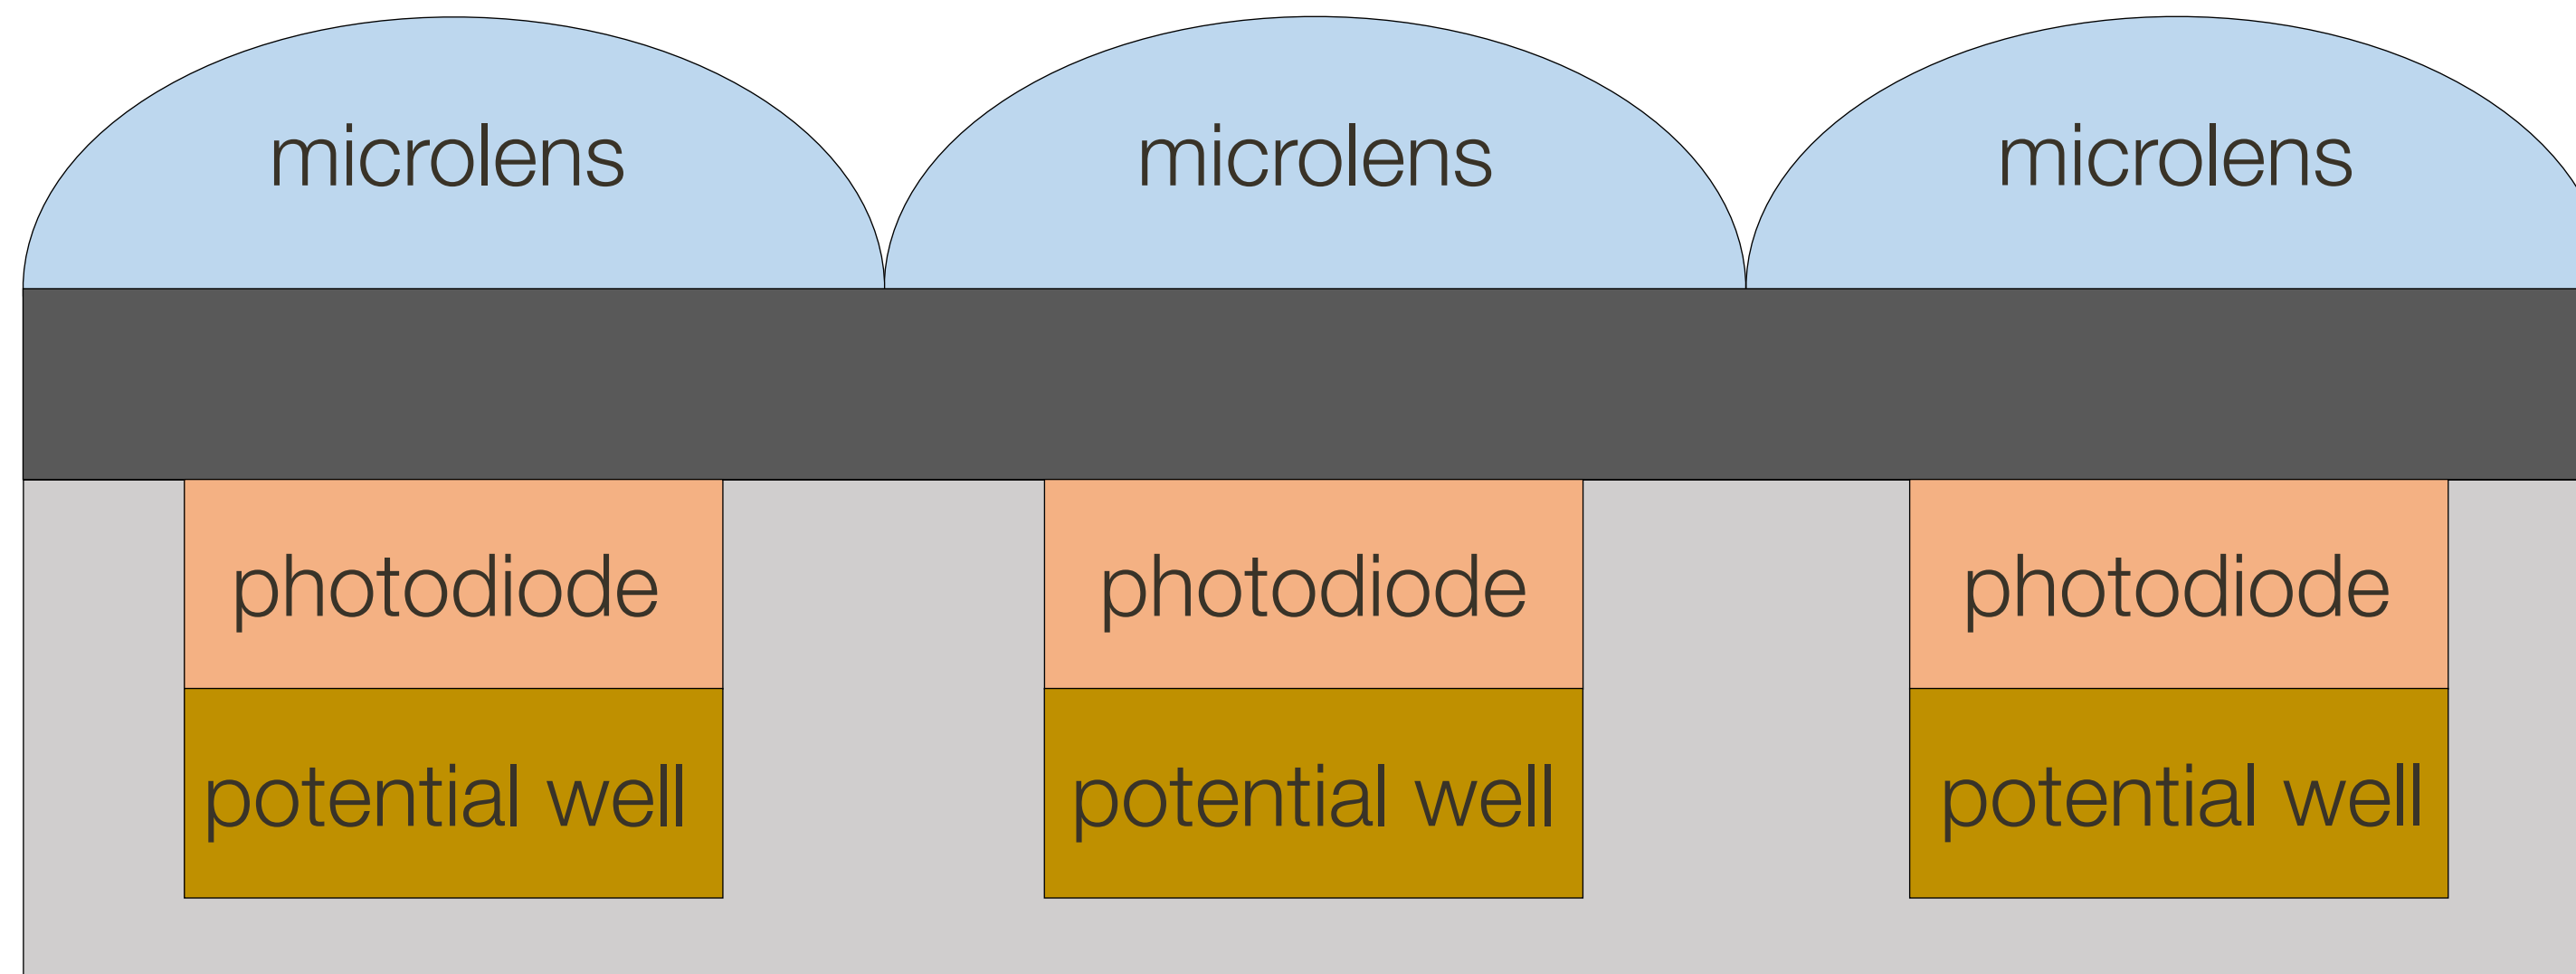 microlens
microlens
microlens
photodiode
photodiode
photodiode
potential well
potential well
potential well